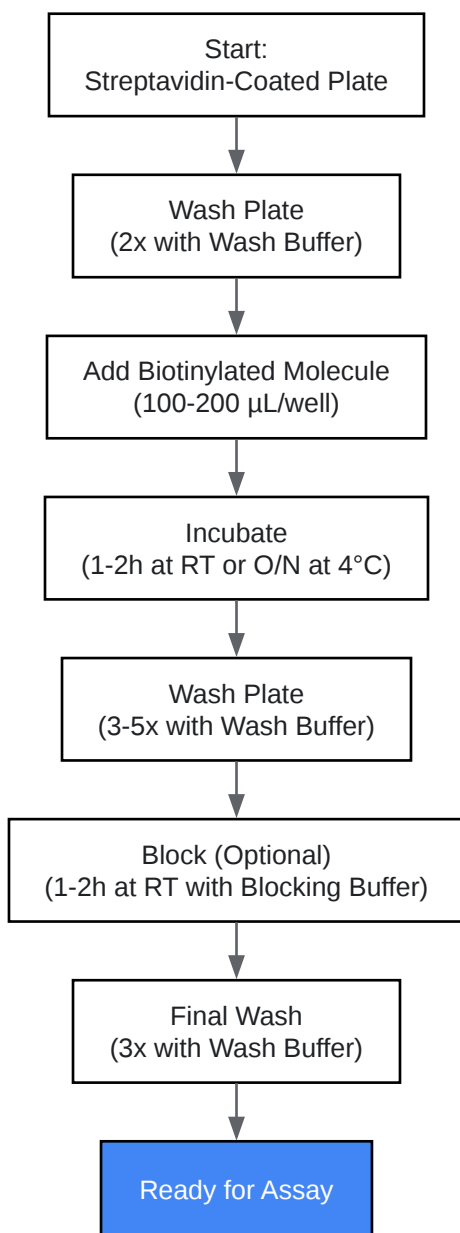 Start:
Streptavidin-Coated Plate
Wash Plate
(2x with Wash Buffer)
Add Biotinylated Molecule
(100-200 µL/well)
Incubate
(1-2h at RT or O/N at 4°C)
Wash Plate
(3-5x with Wash Buffer)
Block (Optional)
(1-2h at RT with Blocking Buffer)
Final Wash
(3x with Wash Buffer)
Ready for Assay